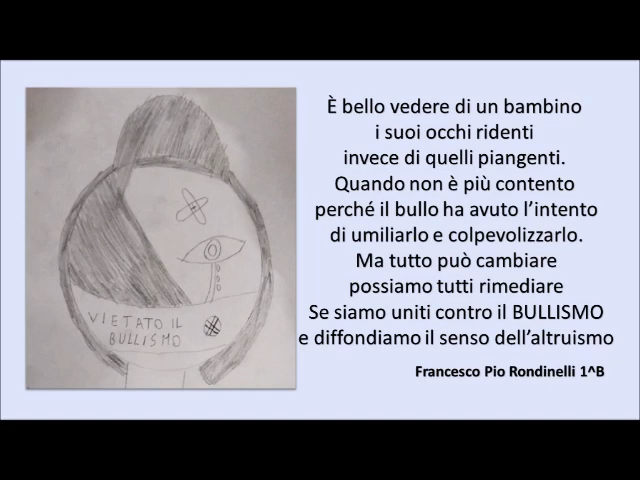 È bello vedere di un bambino
i suoi occhi ridenti
invece di quelli piangenti.
Quando non è più contento
perché il bullo ha avuto l'intento
di umiliarlo e colpevolizzarlo.
Ma tutto può cambiare
possiamo tutti rimediare
Se siamo uniti contro il BULLISMO
e diffondiamo il senso dell'altruismo
Francesco Pio Rondinelli 1^B
VIETATO IL
BULLISMO